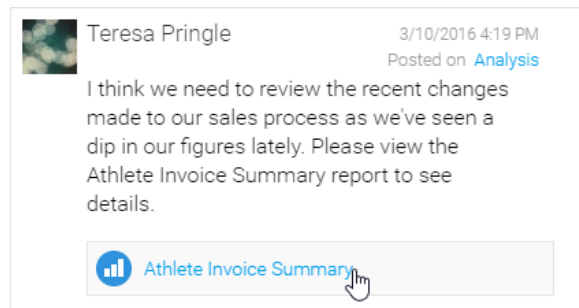 Teresa Pringle
3/10/2016 4:19 PM
Posted on Analysis
I think we need to review the recent changes
made to our sales process as we've seen a
dip in our figures lately. Please view the
Athlete Invoice Summary report to see
details.
Athlete Invoice Summary